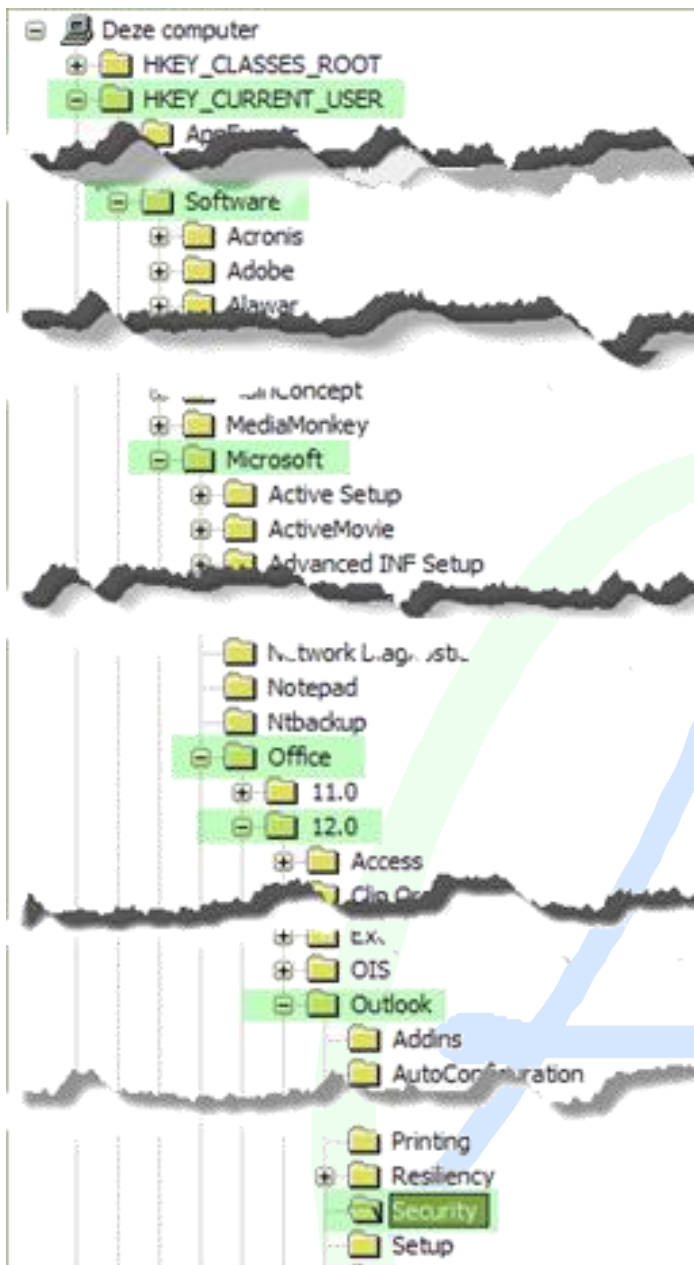 Deze computer
HKEY_CLASSES_ROOT
HKEY_CURRENT_USER
Software
Acronis
Adobe
Alawar
MediaMonkey
Microsoft
Active Setup
ActiveMovie
Advanced INF Setup
Notepad
Ntbackup
Office
11.0
12.0
Access
OIS
Outlook
Addins
AutoConfiguration
Printing
Resiliency
Security
Setup